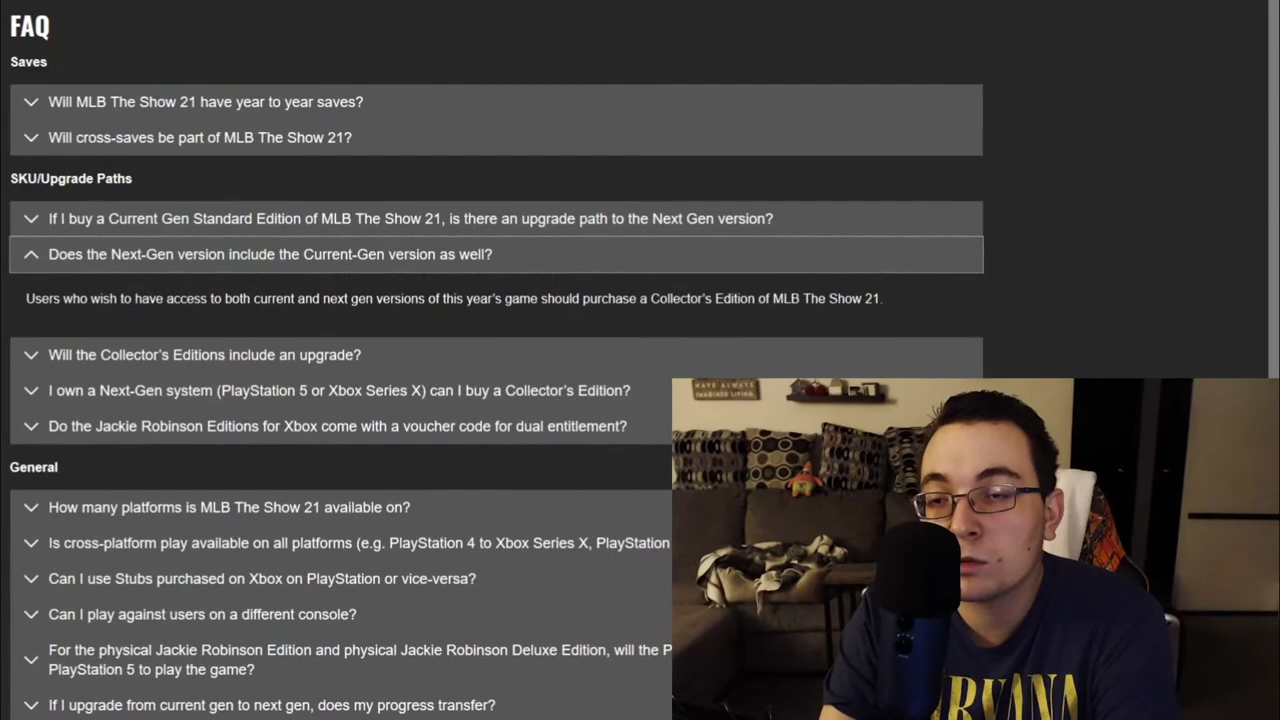 FAQ
Saves
Will MLB The Show 21 have year to year saves?
Will cross-saves be part of MLB The Show 21?
SKU/Upgrade Paths
If I buy a Current Gen Standard Edition of MLB The Show 21, is there an upgrade path to the Next Gen version?
Does the Next-Gen version include the Current-Gen version as well?
Users who wish to have access to both current and next gen versions of this year's game should purchase a Collector's Edition of MLB The Show 21.
Will the Collector's Editions include an upgrade?
I own a Next-Gen system (PlayStation 5 or Xbox Series X) can I buy a Collector's Edition?
Do the Jackie Robinson Editions for Xbox come with a voucher code for dual entitlement?
General
How many platforms is MLB The Show 21 available on?
Is cross-platform play available on all platforms (e.g. PlayStation 4 to Xbox Series X, PlayStation
Can I use Stubs purchased on Xbox on PlayStation or vice-versa?
Can I play against users on a different console?
For the physical Jackie Robinson Edition and physical Jackie Robinson Deluxe Edition, will the P
PlayStation 5 to play the game?
If I upgrade from current gen to next gen, does my progress transfer?
HAVE ALWAYS
IMAGINED LIVING
NIRVANA